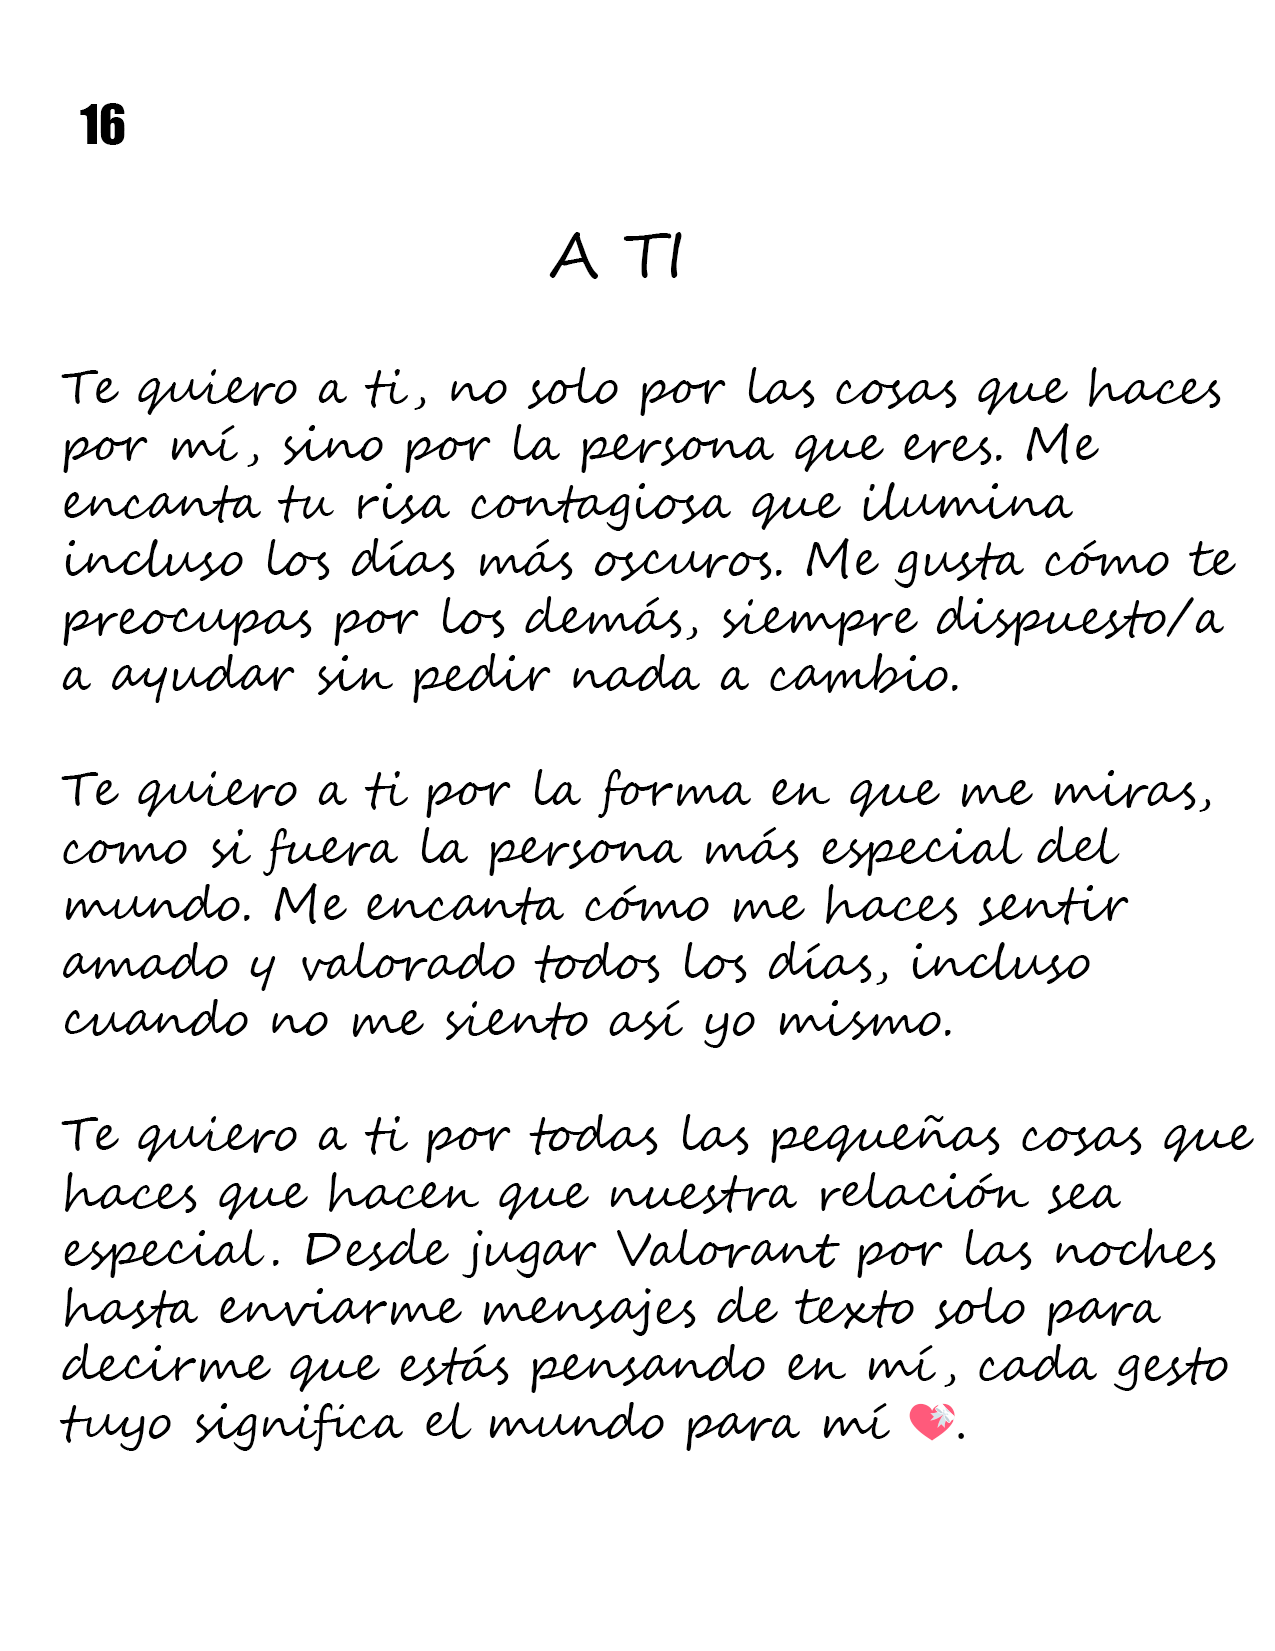 16
A TI
Te quiero a ti, no solo por las cosas que haces
por mí, sino por la persona que eres. Me
encanta tu risa contagiosa que ilumina
incluso los días más oscuros. Me gusta cómo te
preocupas por los demás, siempre dispuesto/a
a ayudar sin pedir nada a cambio.
Te quiero a ti por la forma en que me miras,
como si fuera la persona más especial del
mundo. Me encanta cómo me haces sentir
amado y valorado todos los días, incluso
cuando no me siento así yo mismo.
Te quiero a ti por todas las pequeñas cosas que
haces que hacen que nuestra relación sea
especial. Desde jugar Valorant por las noches
hasta enviarme mensajes de texto solo para
decirme que estás pensando en mí, cada gesto
tuyo significa el mundo para mí 💝.